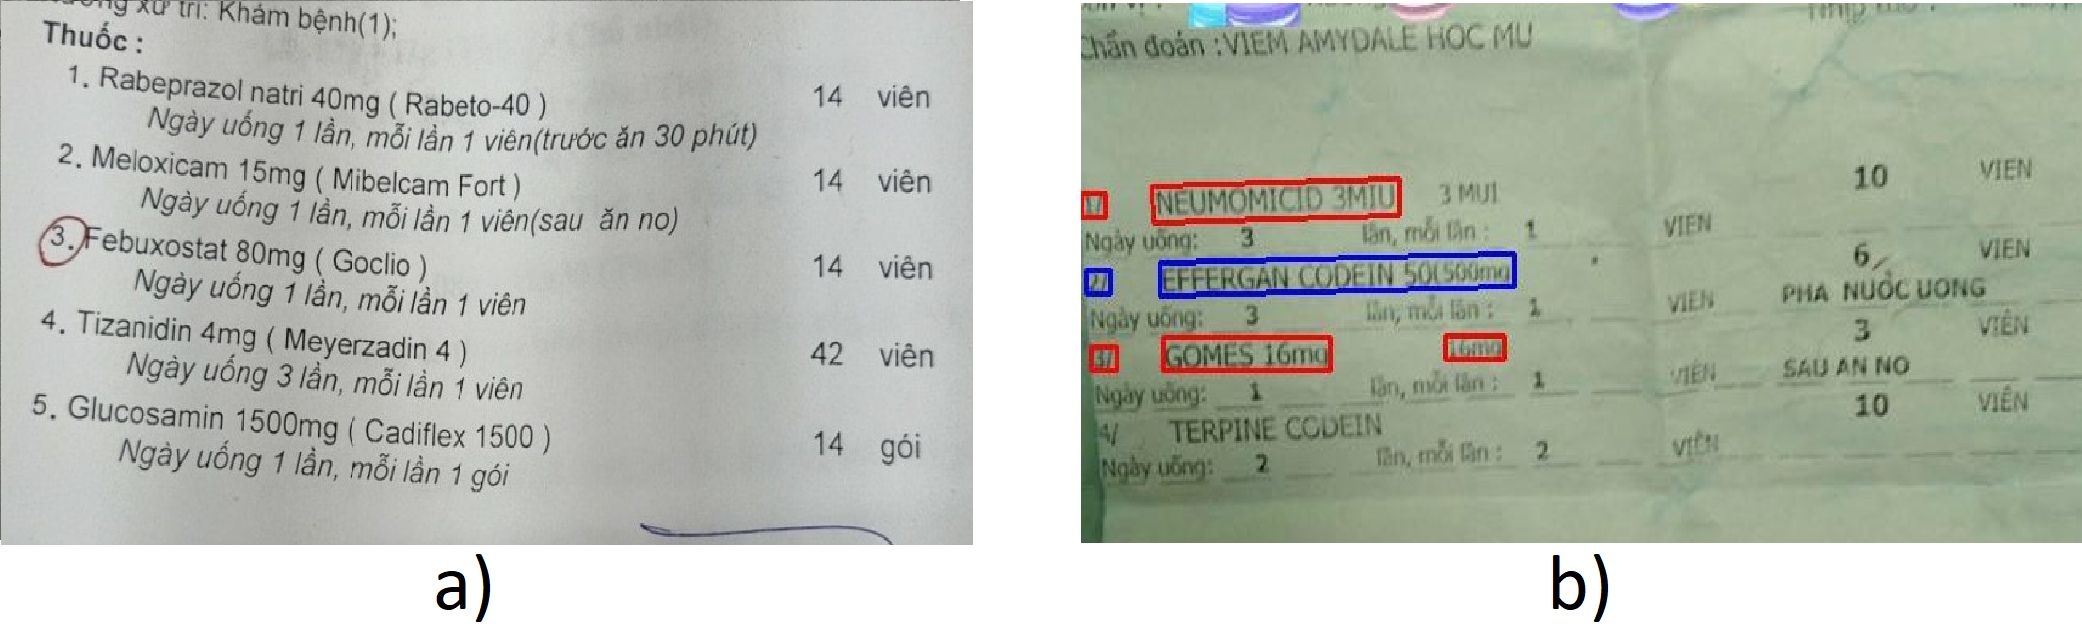 xử trí: Khám bệnh(1);
Thuốc :
1. Rabeprazol natri 40mg ( Rabeto-40 ) 14 viên
Ngày uống 1 lần, mỗi lần 1 viên(trước ăn 30 phút)
2. Meloxicam 15mg ( Mibelcam Fort ) 14 viên
Ngày uống 1 lần, mỗi lần 1 viên(sau ăn no)
3. Febuxostat 80mg ( Goclio ) 14 viên
Ngày uống 1 lần, mỗi lần 1 viên
4. Tizanidin 4mg ( Meyerzadin 4 ) 42 viên
Ngày uống 3 lần, mỗi lần 1 viên
5. Glucosamin 1500mg ( Cadiflex 1500 ) 14 gói
Ngày uống 1 lần, mỗi lần 1 gói
a)
Chẩn đoán : VIEM AMYDALE HOC MU
1/ NEUMOMICID 3MIU 3 MUI 10 VIEN
Ngày uống: 3 lần, mỗi lần : 1 VIEN
2/ EFFERGAN CODEIN 50(500mg 6 VIEN
Ngày uống: 3 lần, mỗi lần : 1 VIEN PHA NUỐC UONG
3/ GOMES 16mg 16mg 3 VIÊN
Ngày uống: 1 lần, mỗi lần : 1 VIÊN SAU AN NO
4/ TERPINE CODEIN 10 VIÊN
Ngày uống: 2 lần, mỗi lần : 2 VIÊN
b)